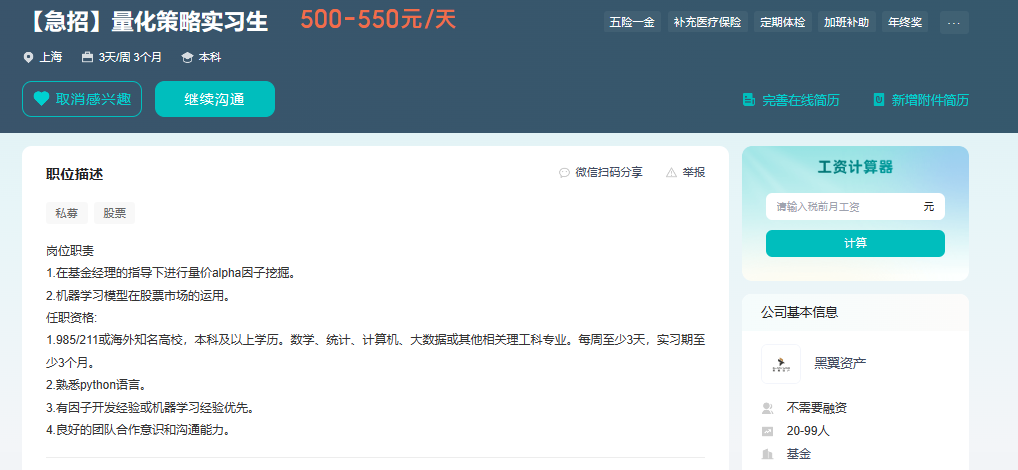 【急招】量化策略实习生 500-550元/天 五险一金 补充医疗保险 定期体检 加班补助 年终奖 ...
上海 3天/周 3个月 本科
取消感兴趣 继续沟通 完善在线简历 新增附件简历
职位描述 微信扫码分享 举报
私募 股票
岗位职责
1.在基金经理的指导下进行量价alpha因子挖掘。
2.机器学习模型在股票市场的运用。
任职资格:
1.985/211或海外知名高校，本科及以上学历。数学、统计、计算机、大数据或其他相关理工科专业。每周至少3天，实习期至
少3个月。
2.熟悉python语言。
3.有因子开发经验或机器学习经验优先。
4.良好的团队合作意识和沟通能力。
工资计算器
请输入税前月工资 元
计算
公司基本信息
黑翼资产
不需要融资
20-99人
基金